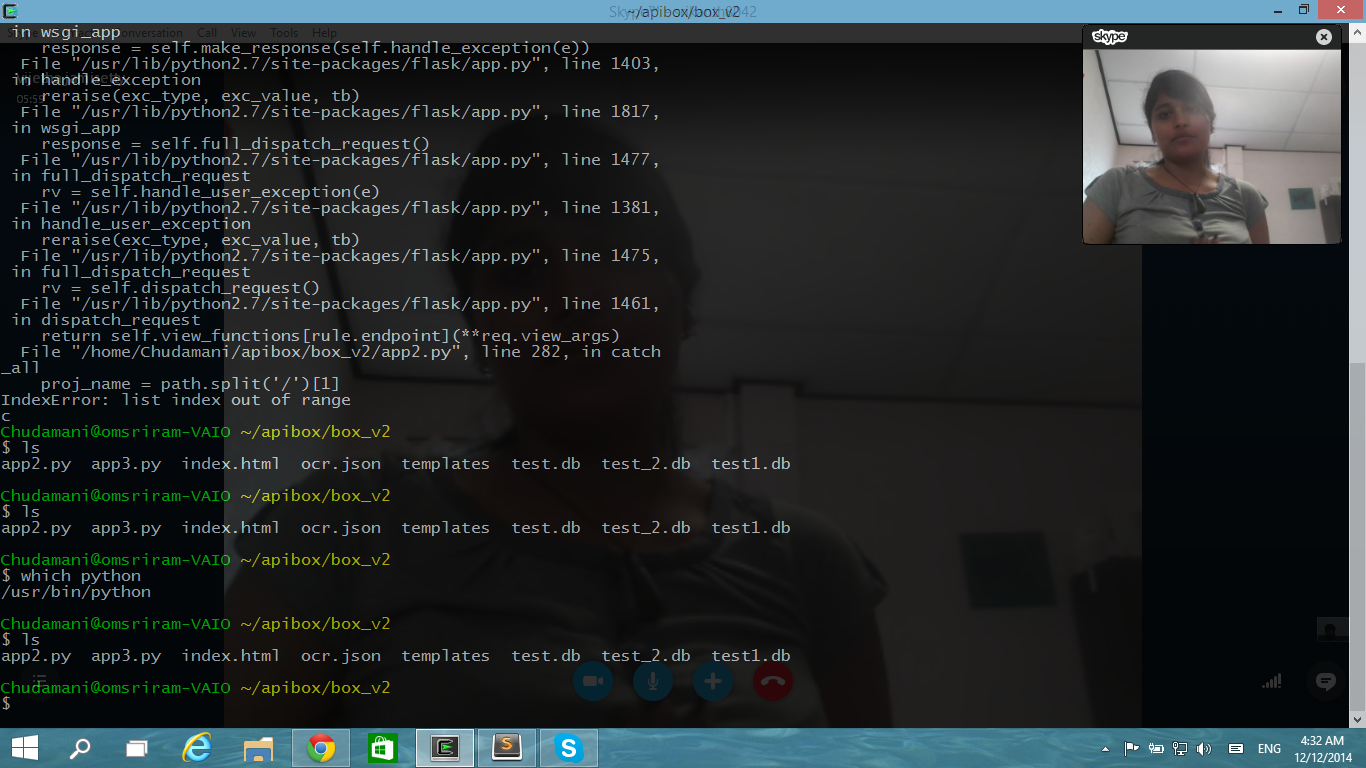 ~/apibox/box_v2
in wsgi_app
Call View Tools Help
response = self.make_response(self.handle_exception(e))
File "/usr/lib/python2.7/site-packages/flask/app.py", line 1403,
in handle_exception
reraise(exc_type, exc_value, tb)
File "/usr/lib/python2.7/site-packages/flask/app.py", line 1817,
in wsgi_app
response = self.full_dispatch_request()
File "/usr/lib/python2.7/site-packages/flask/app.py", line 1477,
in full_dispatch_request
rv = self.handle_user_exception(e)
File "/usr/lib/python2.7/site-packages/flask/app.py", line 1381,
in handle_user_exception
reraise(exc_type, exc_value, tb)
File "/usr/lib/python2.7/site-packages/flask/app.py", line 1475,
in full_dispatch_request
rv = self.dispatch_request()
File "/usr/lib/python2.7/site-packages/flask/app.py", line 1461,
in dispatch_request
return self.view_functions[rule.endpoint](**req.view_args)
File "/home/Chudamani/apibox/box_v2/app2.py", line 282, in catch
_all
proj_name = path.split('/')[1]
IndexError: list index out of range
c
Chudamani@omsriram-VAIO ~/apibox/box_v2
$ ls
app2.py app3.py index.html ocr.json templates test.db test_2.db test1.db
Chudamani@omsriram-VAIO ~/apibox/box_v2
$ ls
app2.py app3.py index.html ocr.json templates test.db test_2.db test1.db
Chudamani@omsriram-VAIO ~/apibox/box_v2
$ which python
/usr/bin/python
Chudamani@omsriram-VAIO ~/apibox/box_v2
$ ls
app2.py app3.py index.html ocr.json templates test.db test_2.db test1.db
Chudamani@omsriram-VAIO ~/apibox/box_v2
$
skype
ENG
4:32 AM
12/12/2014